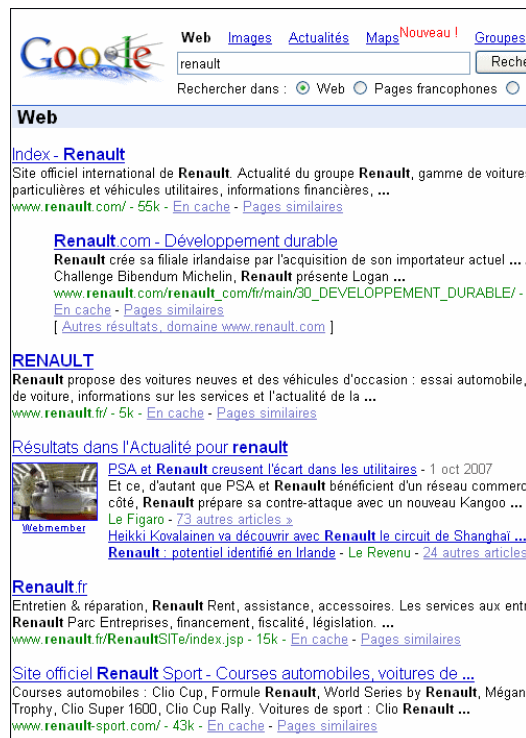 Google
Web Images Actualités Maps Nouveau ! Groupes
renault
Reche
Rechercher dans : Web Pages francophones
Web
Index - Renault
Site officiel international de Renault. Actualité du groupe Renault, gamme de voitures
particulières et véhicules utilitaires, informations financières, ...
www.renault.com/ - 55k - En cache - Pages similaires
Renault.com - Développement durable
Renault crée sa filiale irlandaise par l'acquisition de son importateur actuel ... .
Challenge Bibendum Michelin, Renault présente Logan ...
www.renault.com/renault_com/fr/main/30_DEVELOPPEMENT_DURABLE/ -
En cache - Pages similaires
[ Autres résultats, domaine www.renault.com ]
RENAULT
Renault propose des voitures neuves et des véhicules d'occasion : essai automobile,
de voiture, informations sur les services et l'actualité de la ...
www.renault.fr/ - 5k - En cache - Pages similaires
Résultats dans l'Actualité pour renault
PSA et Renault creusent l'écart dans les utilitaires - 1 oct 2007
Et ce, d'autant que PSA et Renault bénéficient d'un réseau commerc
côté, Renault prépare sa contre-attaque avec un nouveau Kangoo ...
Le Figaro - 73 autres articles »
Webmember
Heikki Kovalainen va découvrir avec Renault le circuit de Shanghaï ...
Renault : potentiel identifié en Irlande - Le Revenu - 24 autres articles
Renault.fr
Entretien & réparation, Renault Rent, assistance, accessoires. Les services aux entr
Renault Parc Entreprises, financement, fiscalité, législation. ...
www.renault.fr/RenaultSITe/index.jsp - 15k - En cache - Pages similaires
Site officiel Renault Sport - Courses automobiles, voitures de ...
Courses automobiles : Clio Cup, Formule Renault, World Series by Renault, Mégan
Trophy, Clio Super 1600, Clio Cup Rally. Voitures de sport : Clio Renault ...
www.renault-sport.com/ - 43k - En cache - Pages similaires